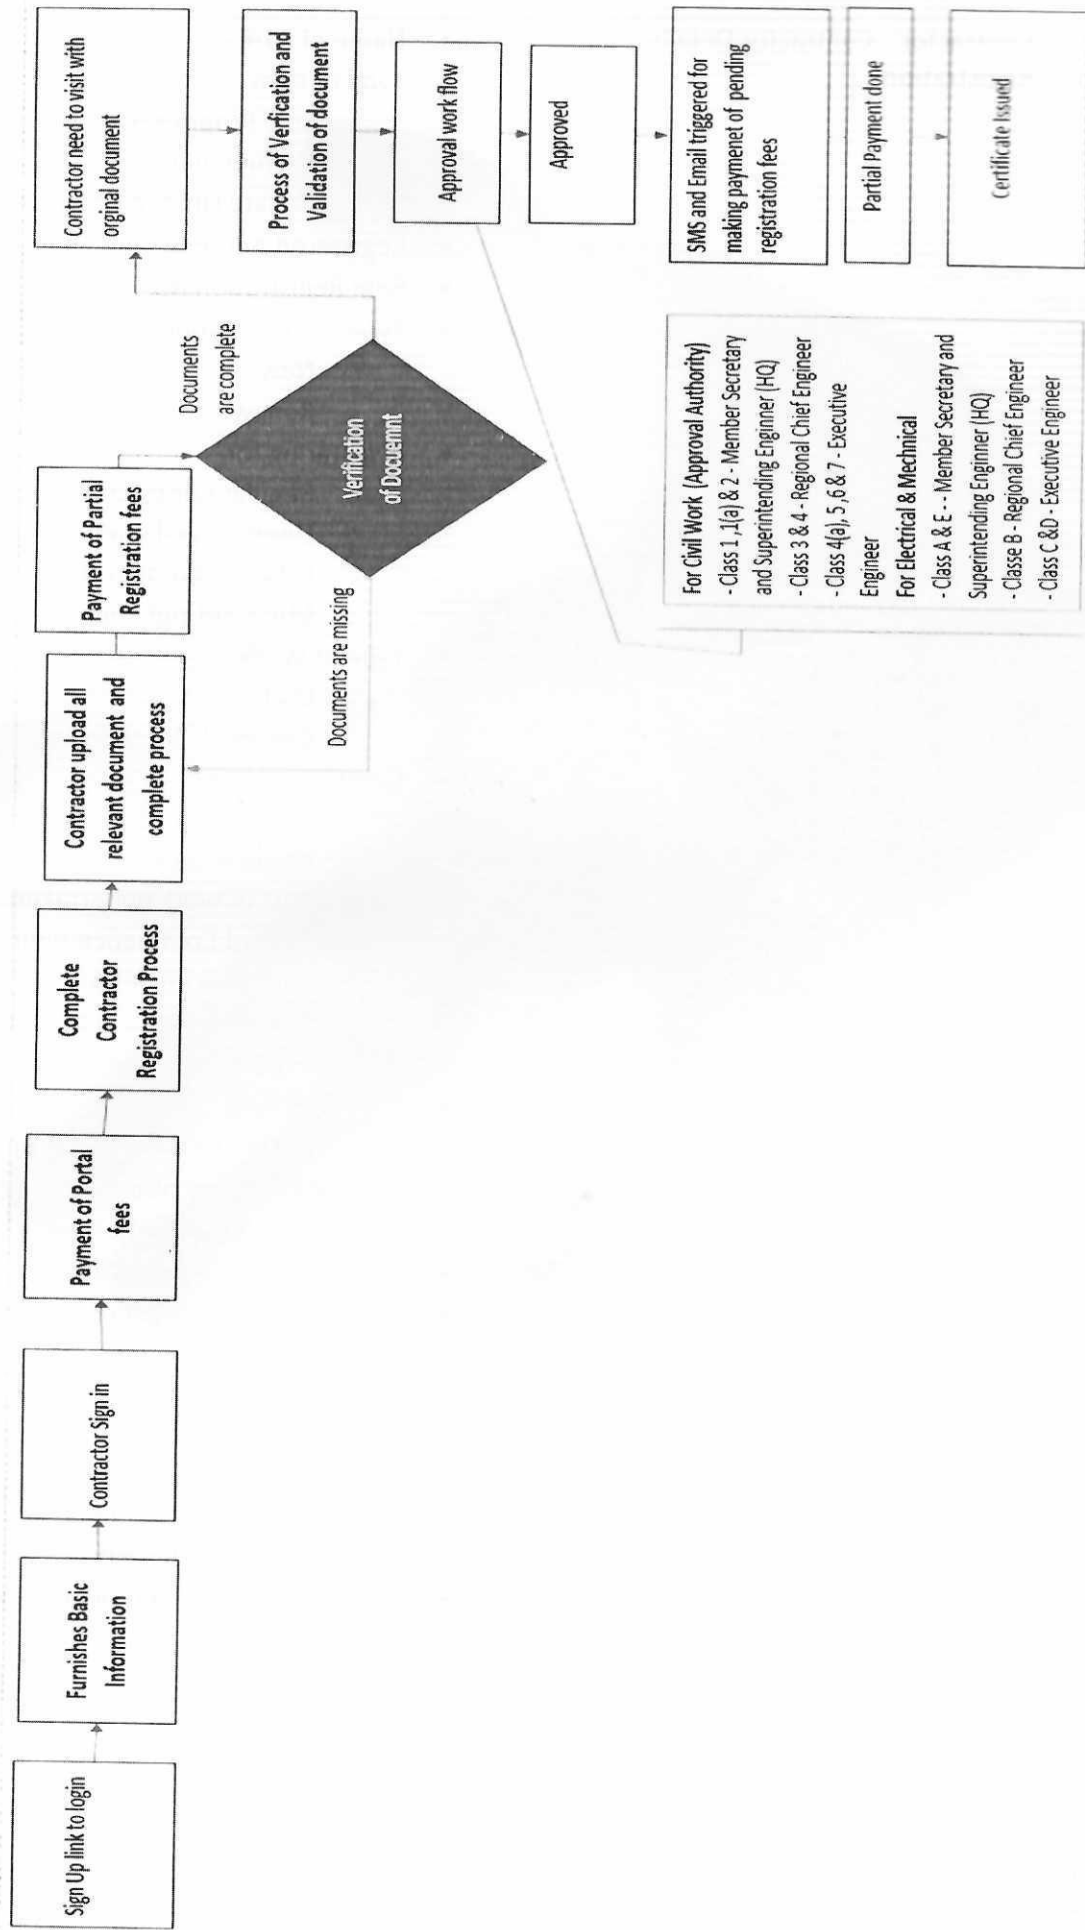 Sign Up link to login
Furnishes Basic
Information
Contractor Sign in
Payment of Portal
fees
Complete
Contractor
Registration Process
Contractor upload all
relevant document and
complete process
Payment of Partial
Registration fees
Verification
of Docuemnt
Documents are missing
Documents
are complete
Contractor need to visit with
orginal document
Process of Verfication and
Validation of document
Approval work flow
Approved
SMS and Email triggered for
making paymenet of pending
registration fees
Partial Payment done
Certificate Issued
For Civil Work (Approval Authority)
- Class 1 ,1(a) & 2 - Member Secretary
and Superintending Enginner (HQ)
- Class 3 & 4 - Regional Chief Engineer
- Class 4(a), 5 ,6 & 7 - Executive
Engineer
For Electrical & Mechnical
- Class A & E - - Member Secretary and
Superintending Enginner (HQ)
- Classe B - Regional Chief Engineer
- Class C &D - Executive Engineer